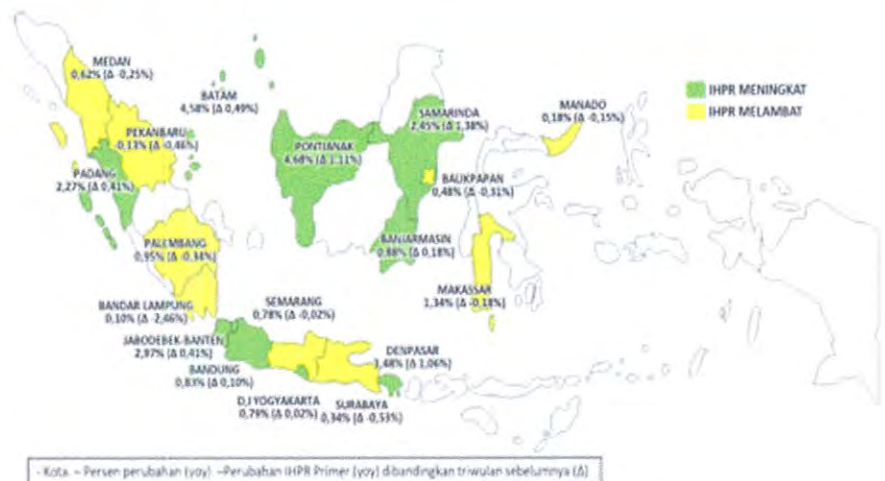 MEDAN
0,62% (Δ -0,25%)
BATAM
4,58% (Δ 0,49%)
PEKANBARU
-0,13% (Δ -0,46%)
PADANG
2,27% (Δ 0,41%)
PALEMBANG
0,95% (Δ -0,34%)
BANDAR LAMPUNG
0,10% (Δ -2,46%)
JABODEBEK-BANTEN
2,97% (Δ 0,41%)
BANDUNG
0,83% (Δ 0,10%)
SEMARANG
0,78% (Δ -0,02%)
D.I YOGYAKARTA
0,79% (Δ 0,02%)
SURABAYA
0,34% (Δ -0,53%)
DENPASAR
1,48% (Δ 1,06%)
PONTIANAK
4,68% (Δ 1,11%)
SAMARINDA
2,45% (Δ 1,38%)
BALIKPAPAN
0,48% (Δ -0,31%)
BANJARMASIN
0,88% (Δ 0,18%)
MAKASSAR
1,34% (Δ -0,18%)
MANADO
0,18% (Δ -0,15%)
IHPR MENINGKAT
IHPR MELAMBAT
- Kota - Persen perubahan (yoy) -Perubahan IHPR Primer (yoy) dibandingkan triwulan sebelumnya (Δ)